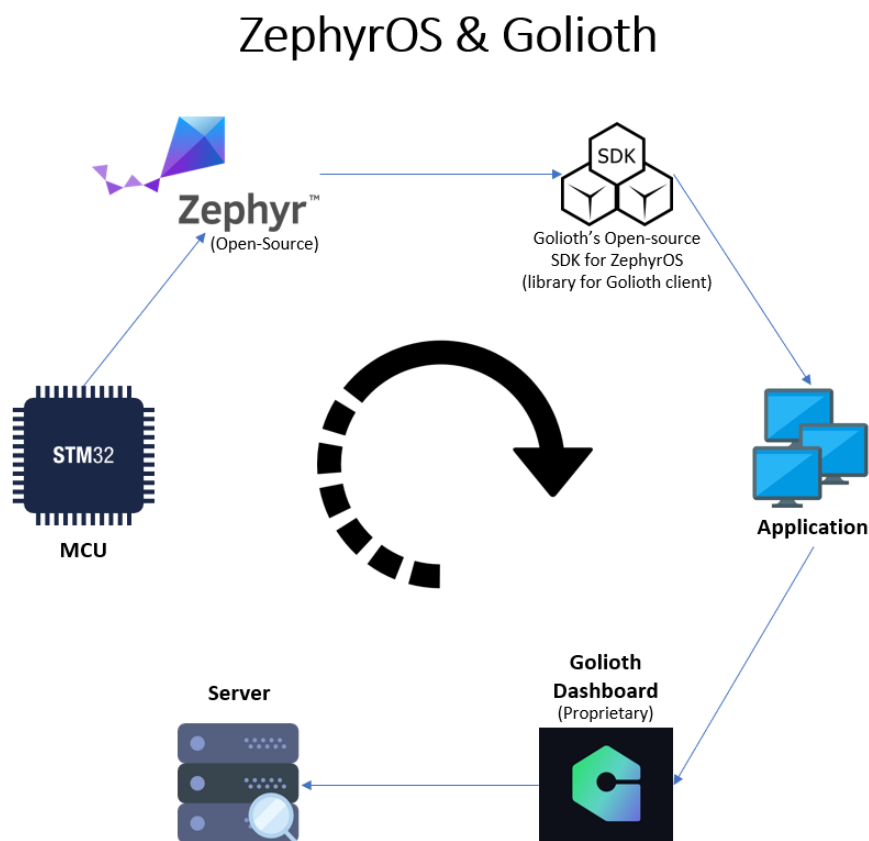 ZephyrOS & Golioth
Zephyr™
(Open-Source)
SDK
Golioth’s Open-source
SDK for ZephyrOS
(library for Golioth client)
STM32
MCU
Application
Golioth
Dashboard
(Proprietary)
Server